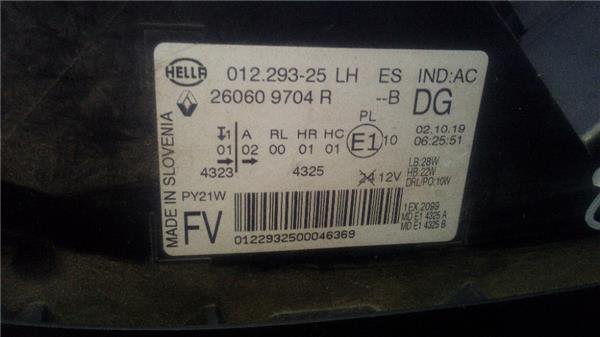 HELLA 012.293-25 LH ES IND:AC
26060 9704 R --B DG
PL
1 A RL HR HC E1 10 02.10.19
01 02 00 01 01 06:25:51
4323 4325 24 12V LB:28W
HB:22W
DRL/PO:10W
PY21W
1EX 2099
MD E1 4325 A
MD E1 4325 B
FV 0122932500046369
MADE IN SLOVENIA